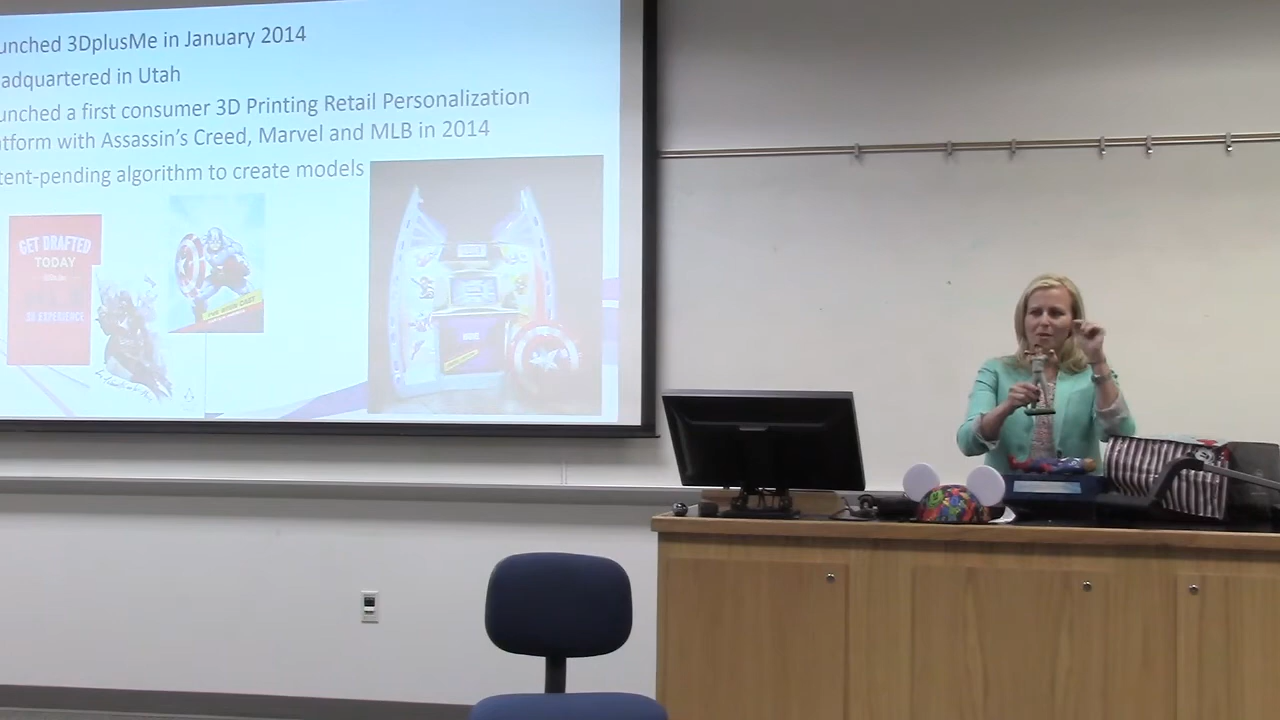 unched 3DplusMe in January 2014
adquartered in Utah
unched a first consumer 3D Printing Retail Personalization
atform with Assassin's Creed, Marvel and MLB in 2014
tent-pending algorithm to create models
GET DRAFTED
TODAY
3D EXPERIENCE